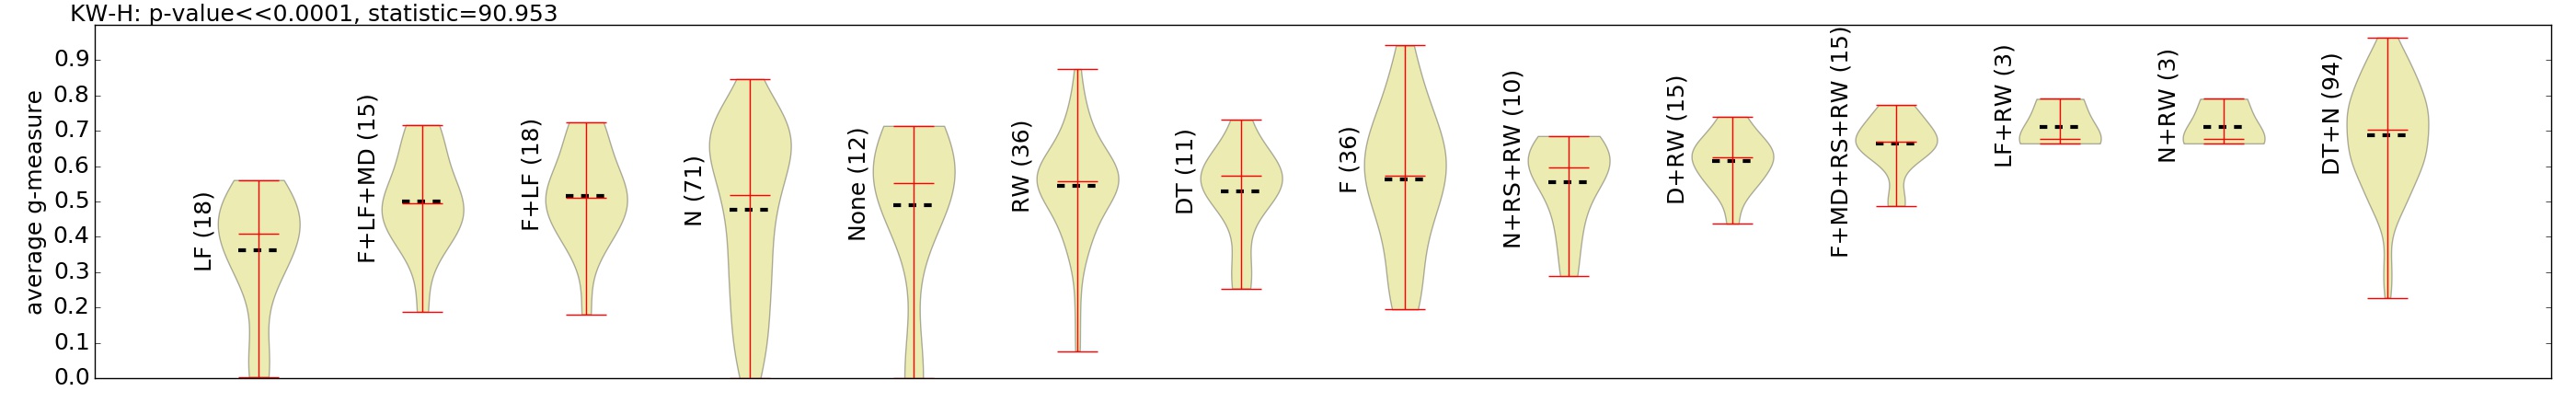 KW-H: p-value<<0.0001, statistic=90.953
average g-measure
0.9
0.8
0.7
0.6
0.5
0.4
0.3
0.2
0.1
0.0
LF (18)
F+LF+MD (15)
F+LF (18)
N (71)
None (12)
RW (36)
DT (11)
F (36)
N+RS+RW (10)
D+RW (15)
F+MD+RS+RW (15)
LF+RW (3)
N+RW (3)
DT+N (94)